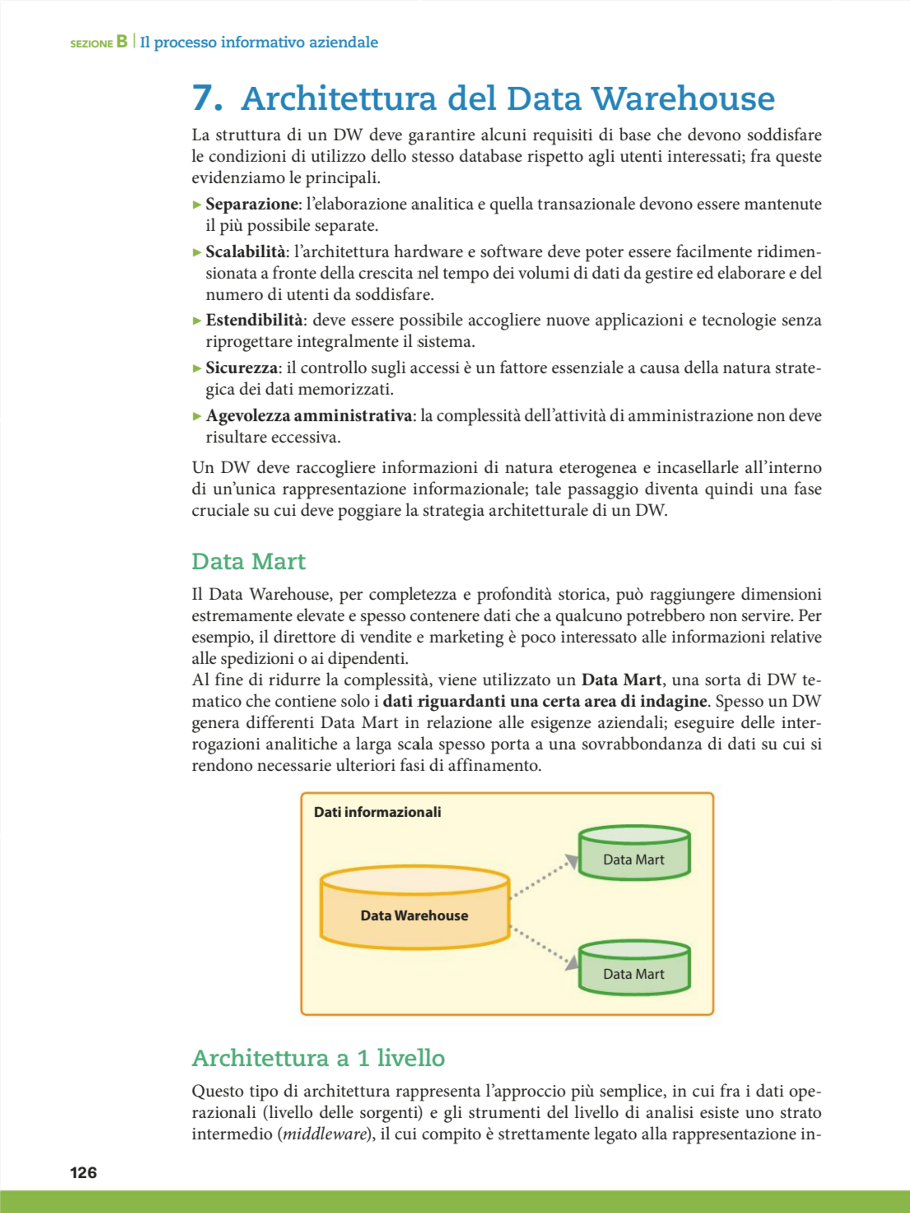 SEZIONE B | Il processo informativo aziendale
7. Architettura del Data Warehouse
La struttura di un DW deve garantire alcuni requisiti di base che devono soddisfare
le condizioni di utilizzo dello stesso database rispetto agli utenti interessati; fra queste
evidenziamo le principali.
▶ Separazione: l'elaborazione analitica e quella transazionale devono essere mantenute
il più possibile separate.
▶ Scalabilità: l'architettura hardware e software deve poter essere facilmente ridimen-
sionata a fronte della crescita nel tempo dei volumi di dati da gestire ed elaborare e del
numero di utenti da soddisfare.
▶ Estendibilità: deve essere possibile accogliere nuove applicazioni e tecnologie senza
riprogettare integralmente il sistema.
▶ Sicurezza: il controllo sugli accessi è un fattore essenziale a causa della natura strate-
gica dei dati memorizzati.
▶ Agevolezza amministrativa: la complessità dell'attività di amministrazione non deve
risultare eccessiva.
Un DW deve raccogliere informazioni di natura eterogenea e incasellarle all'interno
di un'unica rappresentazione informazionale; tale passaggio diventa quindi una fase
cruciale su cui deve poggiare la strategia architetturale di un DW.
Data Mart
Il Data Warehouse, per completezza e profondità storica, può raggiungere dimensioni
estremamente elevate e spesso contenere dati che a qualcuno potrebbero non servire. Per
esempio, il direttore di vendite e marketing è poco interessato alle informazioni relative
alle spedizioni o ai dipendenti.
Al fine di ridurre la complessità, viene utilizzato un Data Mart, una sorta di DW te-
matico che contiene solo i dati riguardanti una certa area di indagine. Spesso un DW
genera differenti Data Mart in relazione alle esigenze aziendali; eseguire delle inter-
rogazioni analitiche a larga scala spesso porta a una sovrabbondanza di dati su cui si
rendono necessarie ulteriori fasi di affinamento.
Dati informazionali
Data Mart
Data Warehouse
Data Mart
Architettura a 1 livello
Questo tipo di architettura rappresenta l'approccio più semplice, in cui fra i dati ope-
razionali (livello delle sorgenti) e gli strumenti del livello di analisi esiste uno strato
intermedio (middleware), il cui compito è strettamente legato alla rappresentazione in-
126